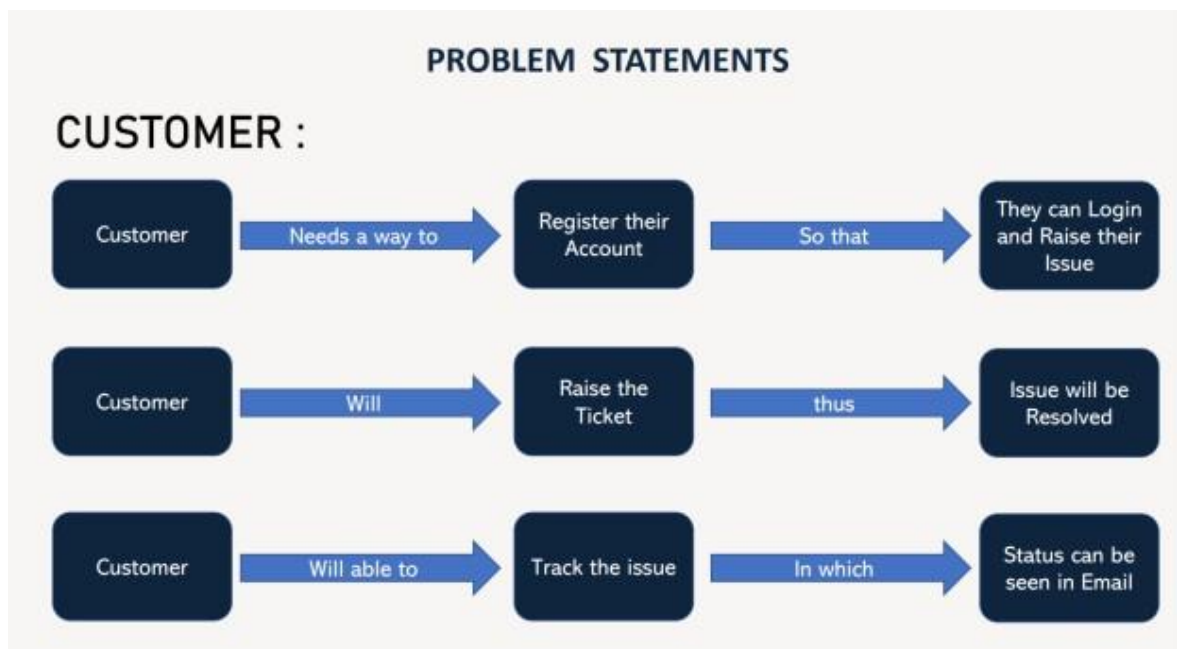 PROBLEM STATEMENTS
CUSTOMER :
Customer
Needs a way to
Register their
Account
So that
They can Login
and Raise their
Issue
Customer
Will
Raise the
Ticket
thus
Issue will be
Resolved
Customer
Will able to
Track the issue
In which
Status can be
seen in Email